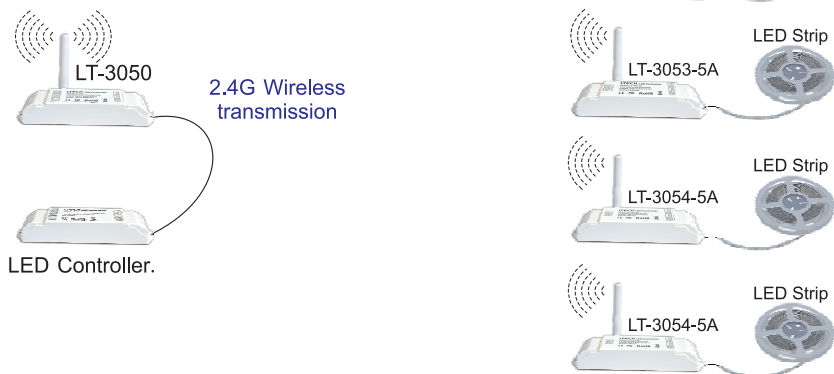 LT-3050
2.4G Wireless
transmission
LED Controller.
LED Strip
LT-3053-5A
LED Strip
LT-3054-5A
LED Strip
LT-3054-5A